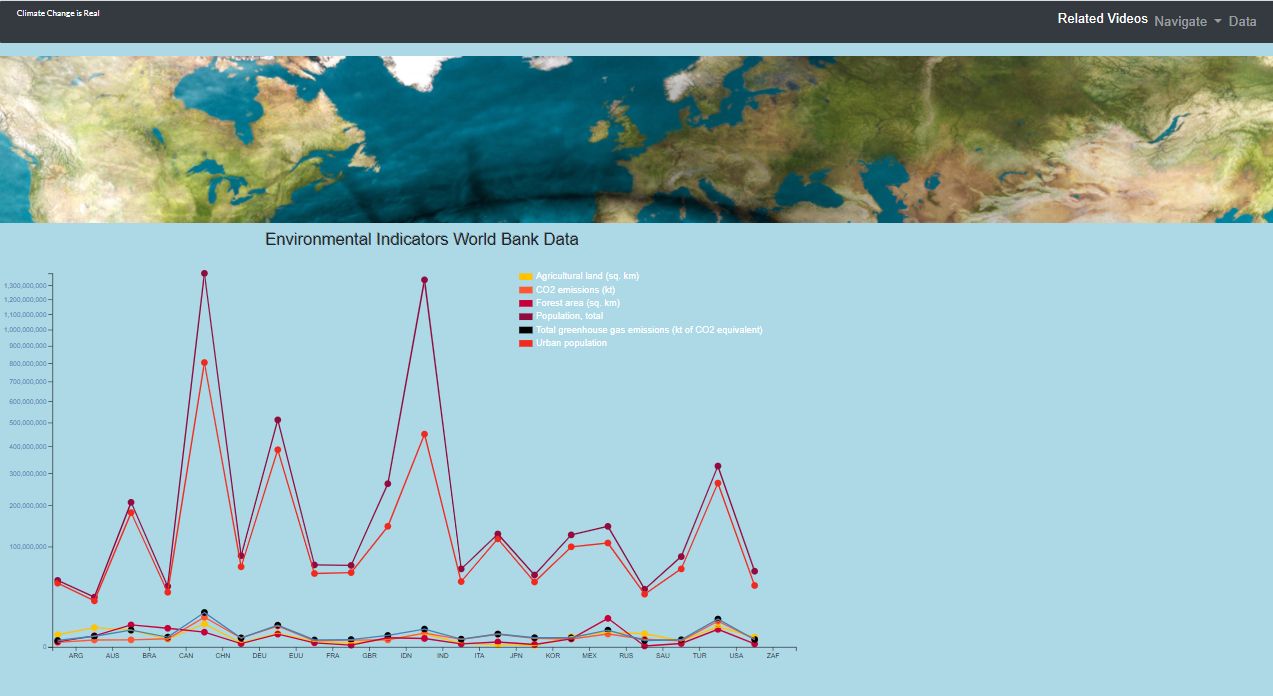 Climate Change is Real
Related Videos Navigate Data
Environmental Indicators World Bank Data
Agricultural land (sq. km)
CO2 emissions (kt)
Forest area (sq. km)
Population, total
Total greenhouse gas emissions (kt of CO2 equivalent)
Urban population
1,300,000,000
1,200,000,000
1,100,000,000
1,000,000,000
900,000,000
800,000,000
700,000,000
600,000,000
500,000,000
400,000,000
300,000,000
200,000,000
100,000,000
0
ARG AUS BRA CAN CHN DEU EUU FRA GBR IDN IND ITA JPN KOR MEX RUS SAU TUR USA ZAF